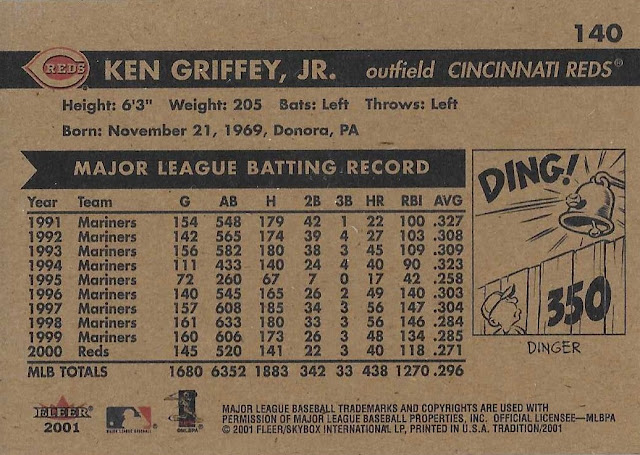 140
REDS KEN GRIFFEY, JR. outfield CINCINNATI REDS®
Height: 6'3" Weight: 205 Bats: Left Throws: Left
Born: November 21, 1969, Donora, PA
MAJOR LEAGUE BATTING RECORD
Year Team G AB H 2B 3B HR RBI AVG
1991 Mariners 154 548 179 42 1 22 100 .327
1992 Mariners 142 565 174 39 4 27 103 .308
1993 Mariners 156 582 180 38 3 45 109 .309
1994 Mariners 111 433 140 24 4 40 90 .323
1995 Mariners 72 260 67 7 0 17 42 .258
1996 Mariners 140 545 165 26 2 49 140 .303
1997 Mariners 157 608 185 34 3 56 147 .304
1998 Mariners 161 633 180 33 3 56 146 .284
1999 Mariners 160 606 173 26 3 48 134 .285
2000 Reds 145 520 141 22 3 40 118 .271
MLB TOTALS 1680 6352 1883 342 33 438 1270 .296
DING!
350
DINGER
FLEER
2001
MAJOR LEAGUE BASEBALL TRADEMARKS AND COPYRIGHTS ARE USED WITH
PERMISSION OF MAJOR LEAGUE BASEBALL PROPERTIES, INC. OFFICIAL LICENSEE—MLBPA
© 2001 FLEER/SKYBOX INTERNATIONAL LP, PRINTED IN U.S.A. TRADITION/2001